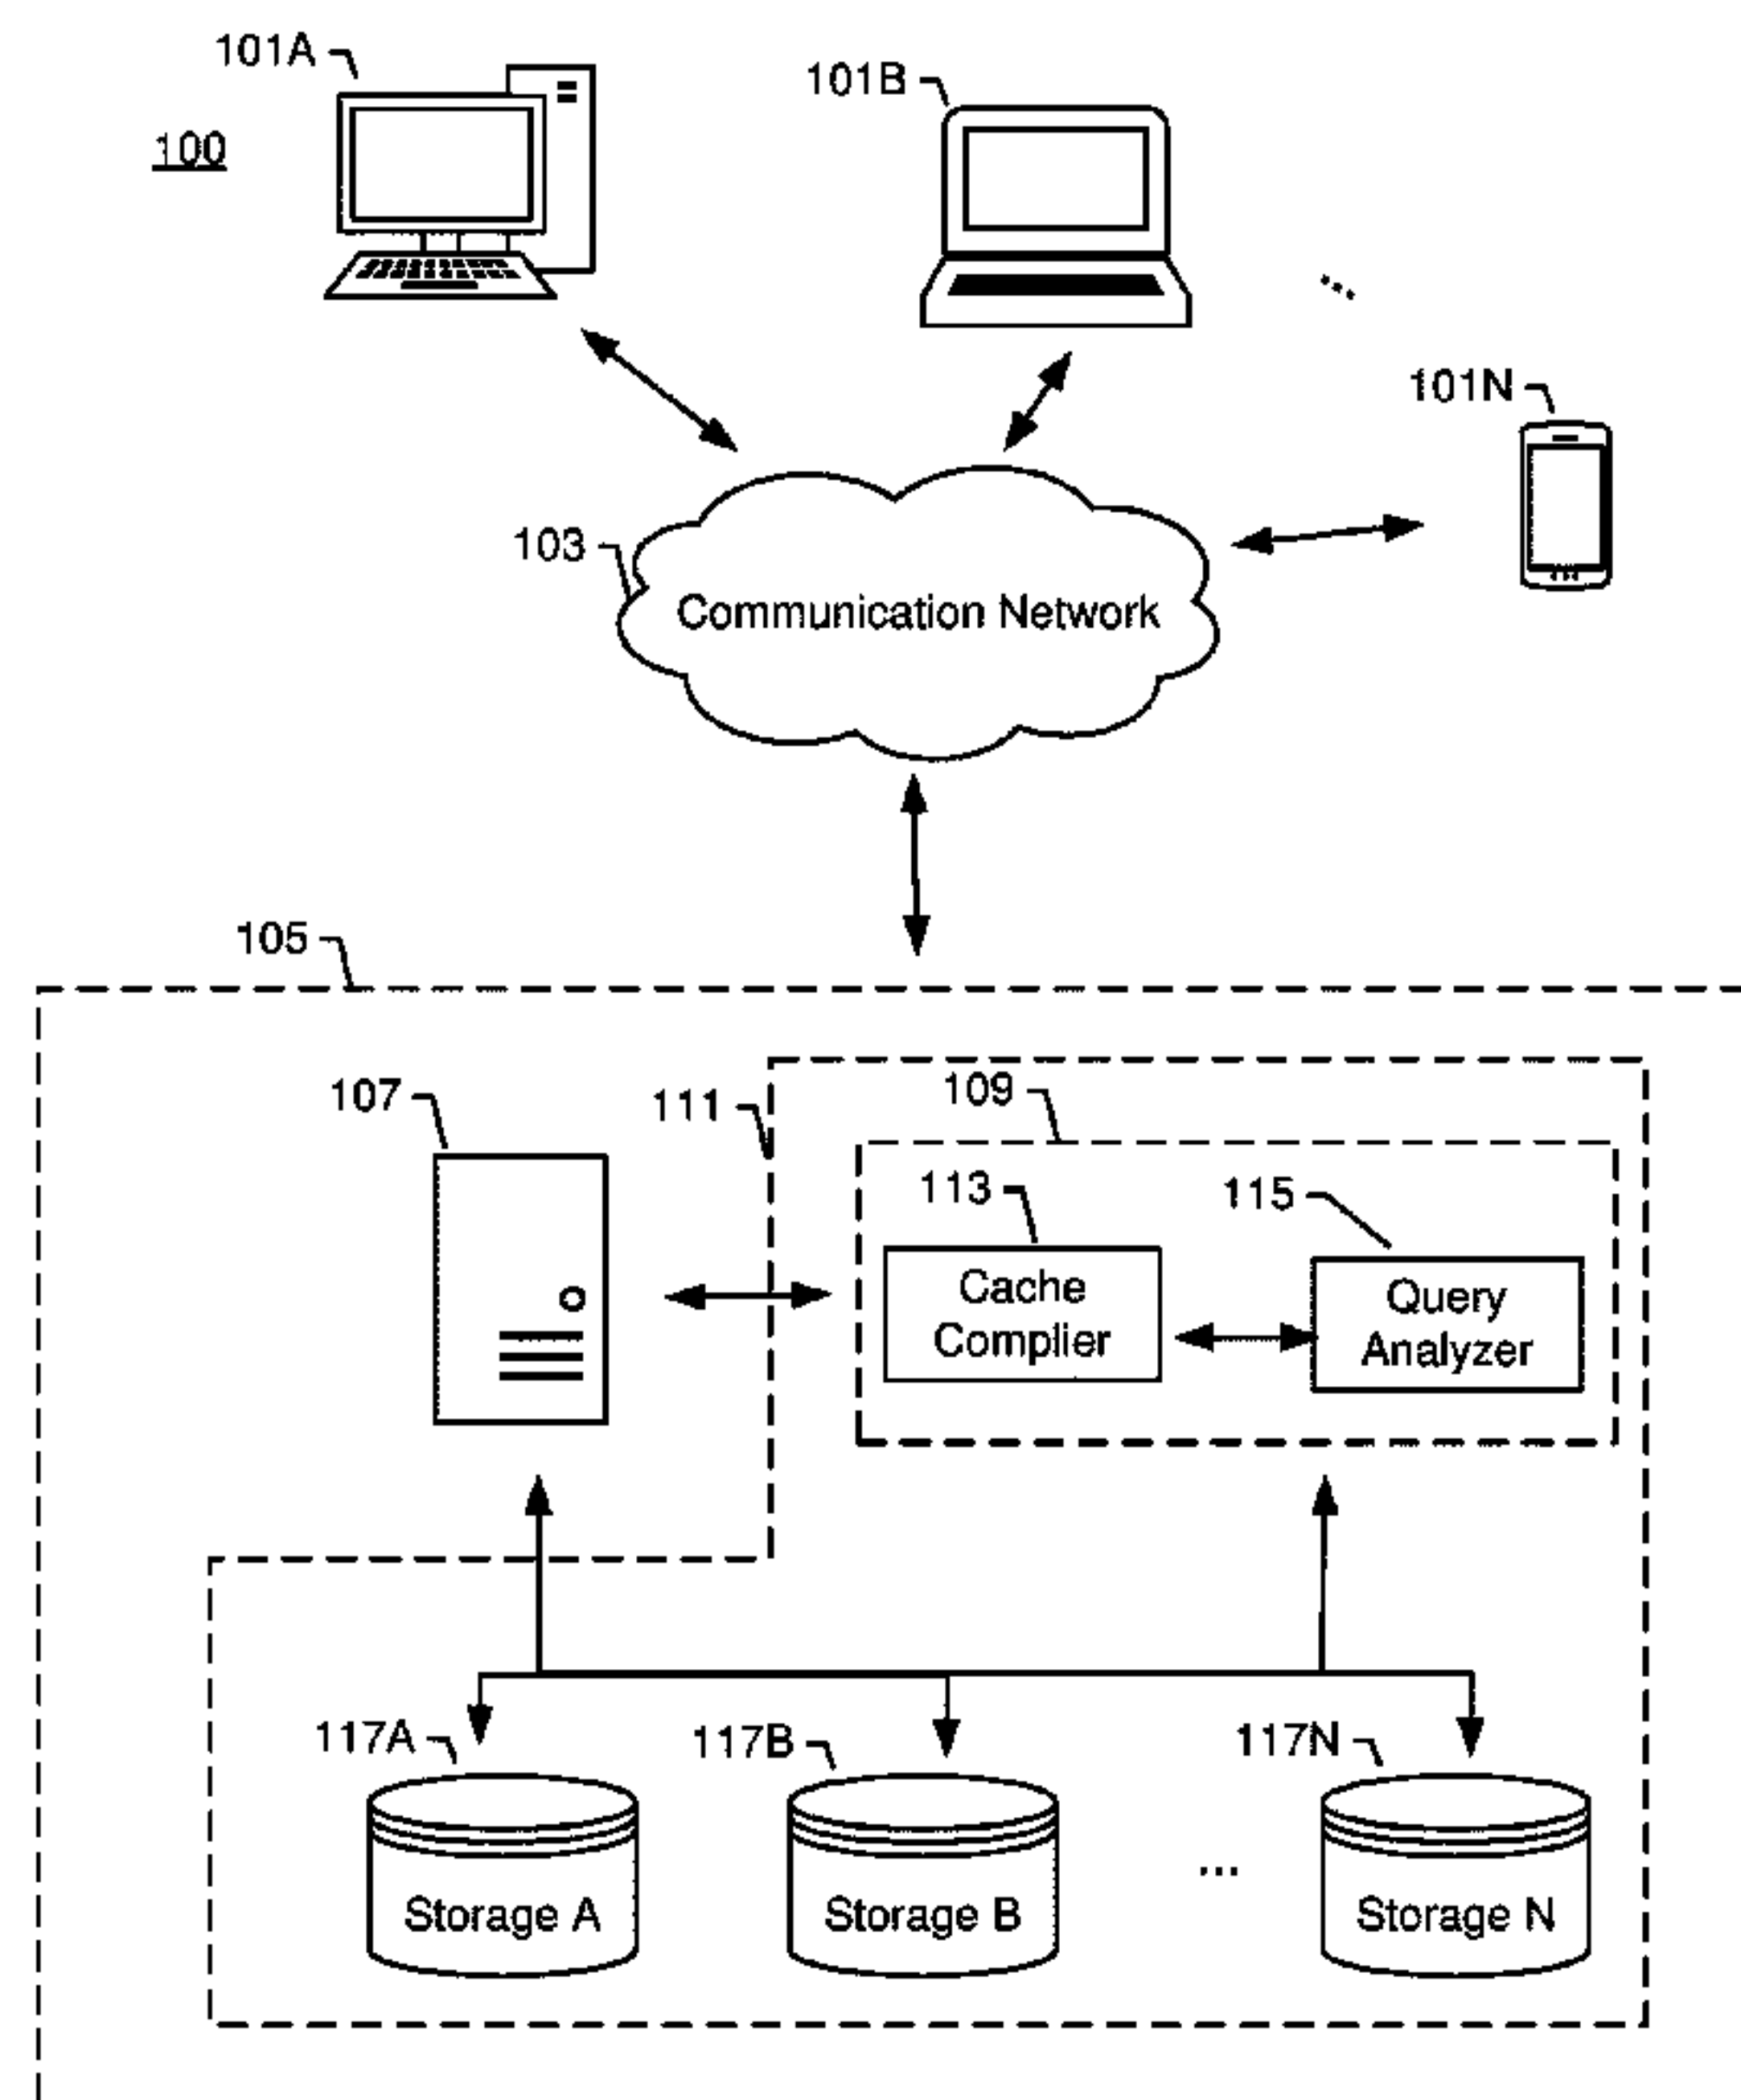 101A
101B
100
...
101N
103
Communication Network
105
107
111
109
113
115
Cache
Complier
Query
Analyzer
117A
117B
117N
Storage A
Storage B
...
Storage N